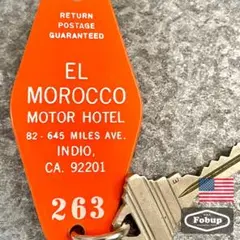 RETURN
POSTAGE
GUARANTEED
EL
MOROCCO
MOTOR HOTEL
82-645 MILES AVE.
INDIO,
CA. 92201
263
Fobup